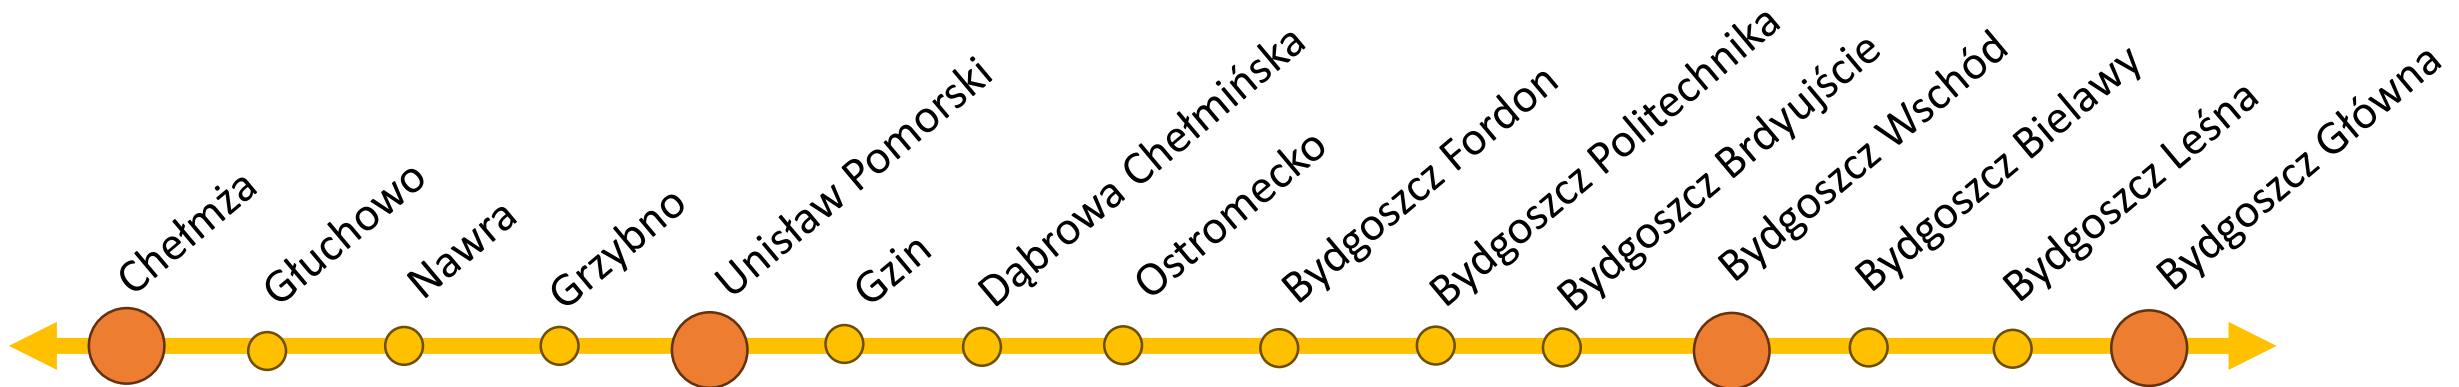 Chełmża
Głuchowo
Nawra
Grzybno
Unisław Pomorski
Gzin
Dąbrowa Chełmińska
Ostromecko
Bydgoszcz Fordon
Bydgoszcz Politechnika
Bydgoszcz Brdyujście
Bydgoszcz Wschód
Bydgoszcz Bielawy
Bydgoszcz Leśna
Bydgoszcz Główna